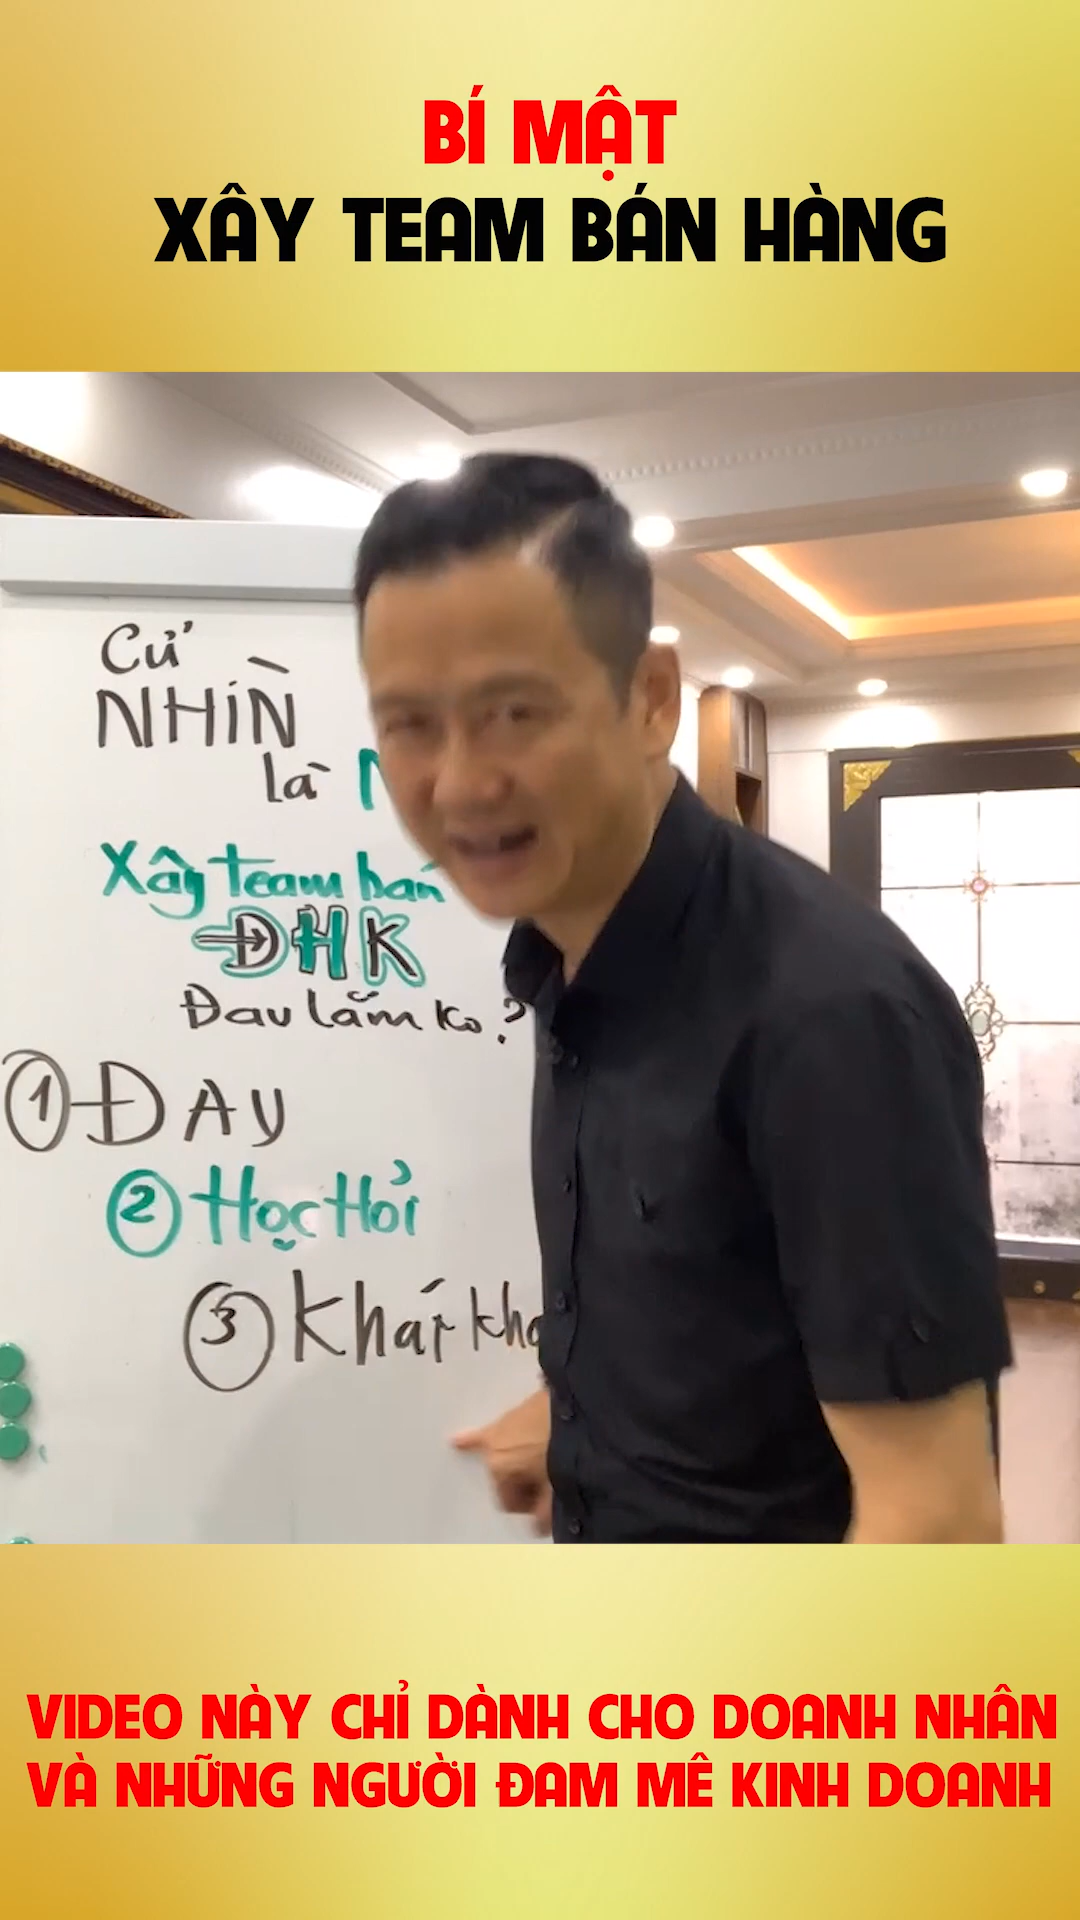 BÍ MẬT
XÂY TEAM BÁN HÀNG
Cứ
NHÌN
là
Xây team bán
ĐHK
Đau lắm ko?
1 ĐAY
2 Học Hỏi
3 Khát
VIDEO NÀY CHỈ DÀNH CHO DOANH NHÂN
VÀ NHỮNG NGƯỜI ĐAM MÊ KINH DOANH